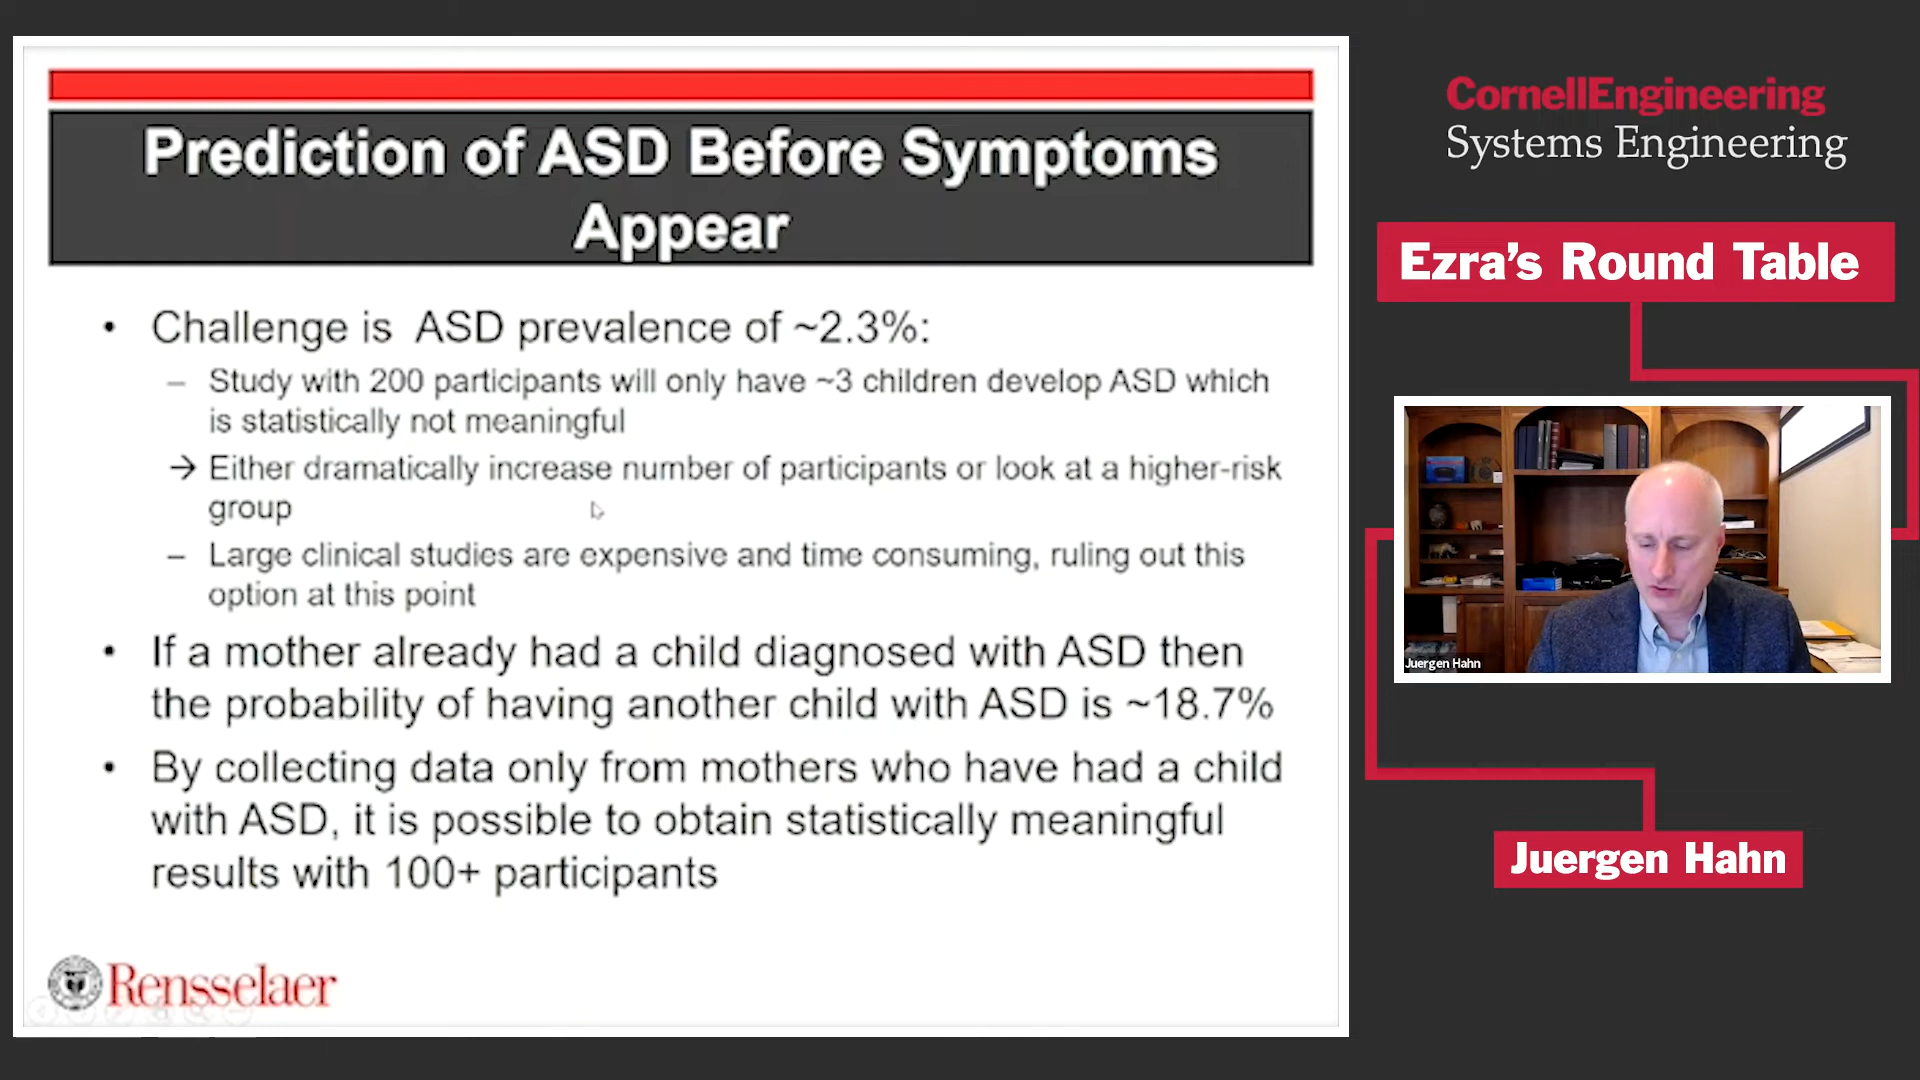 Prediction of ASD Before Symptoms
Appear
• Challenge is ASD prevalence of ~2.3%:
– Study with 200 participants will only have ~3 children develop ASD which
is statistically not meaningful
→ Either dramatically increase number of participants or look at a higher-risk
group
– Large clinical studies are expensive and time consuming, ruling out this
option at this point
• If a mother already had a child diagnosed with ASD then
the probability of having another child with ASD is ~18.7%
• By collecting data only from mothers who have had a child
with ASD, it is possible to obtain statistically meaningful
results with 100+ participants
Rensselaer
CornellEngineering
Systems Engineering
Ezra's Round Table
Juergen Hahn
Juergen Hahn